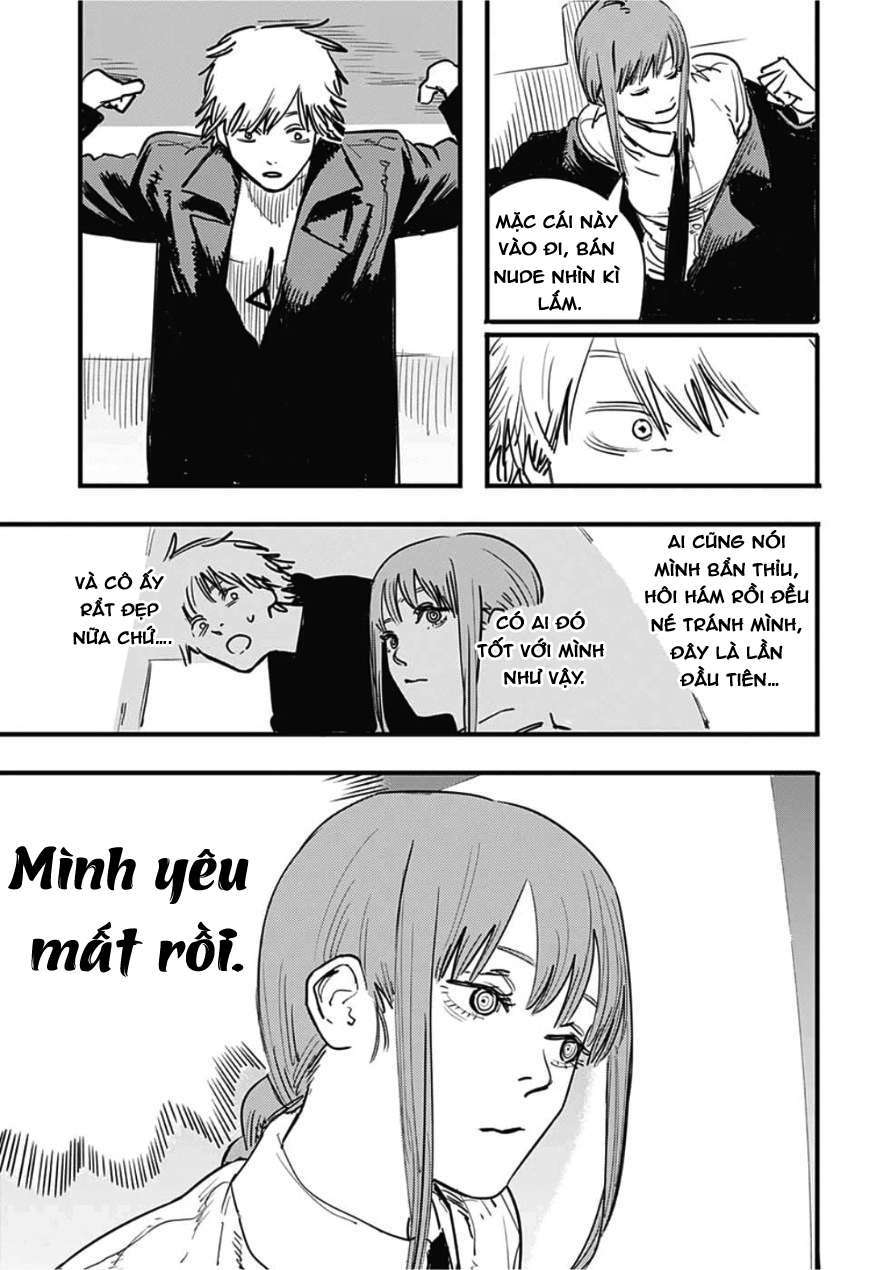 MẶC CÁI NÀY
VÀO ĐI, BÁN
NUDE NHÌN KÌ
LẮM.
AI CŨNG NÓI
MÌNH BẨN THỈU,
HÔI HÁM RỒI ĐỀU
NÉ TRÁNH MÌNH,
ĐÂY LÀ LẦN
ĐẦU TIÊN...
CÓ AI ĐÓ
TỐT VỚI MÌNH
NHƯ VẬY.
VÀ CÔ ẤY
RẤT ĐẸP
NỮA CHỨ....
Mình yêu
mất rồi.